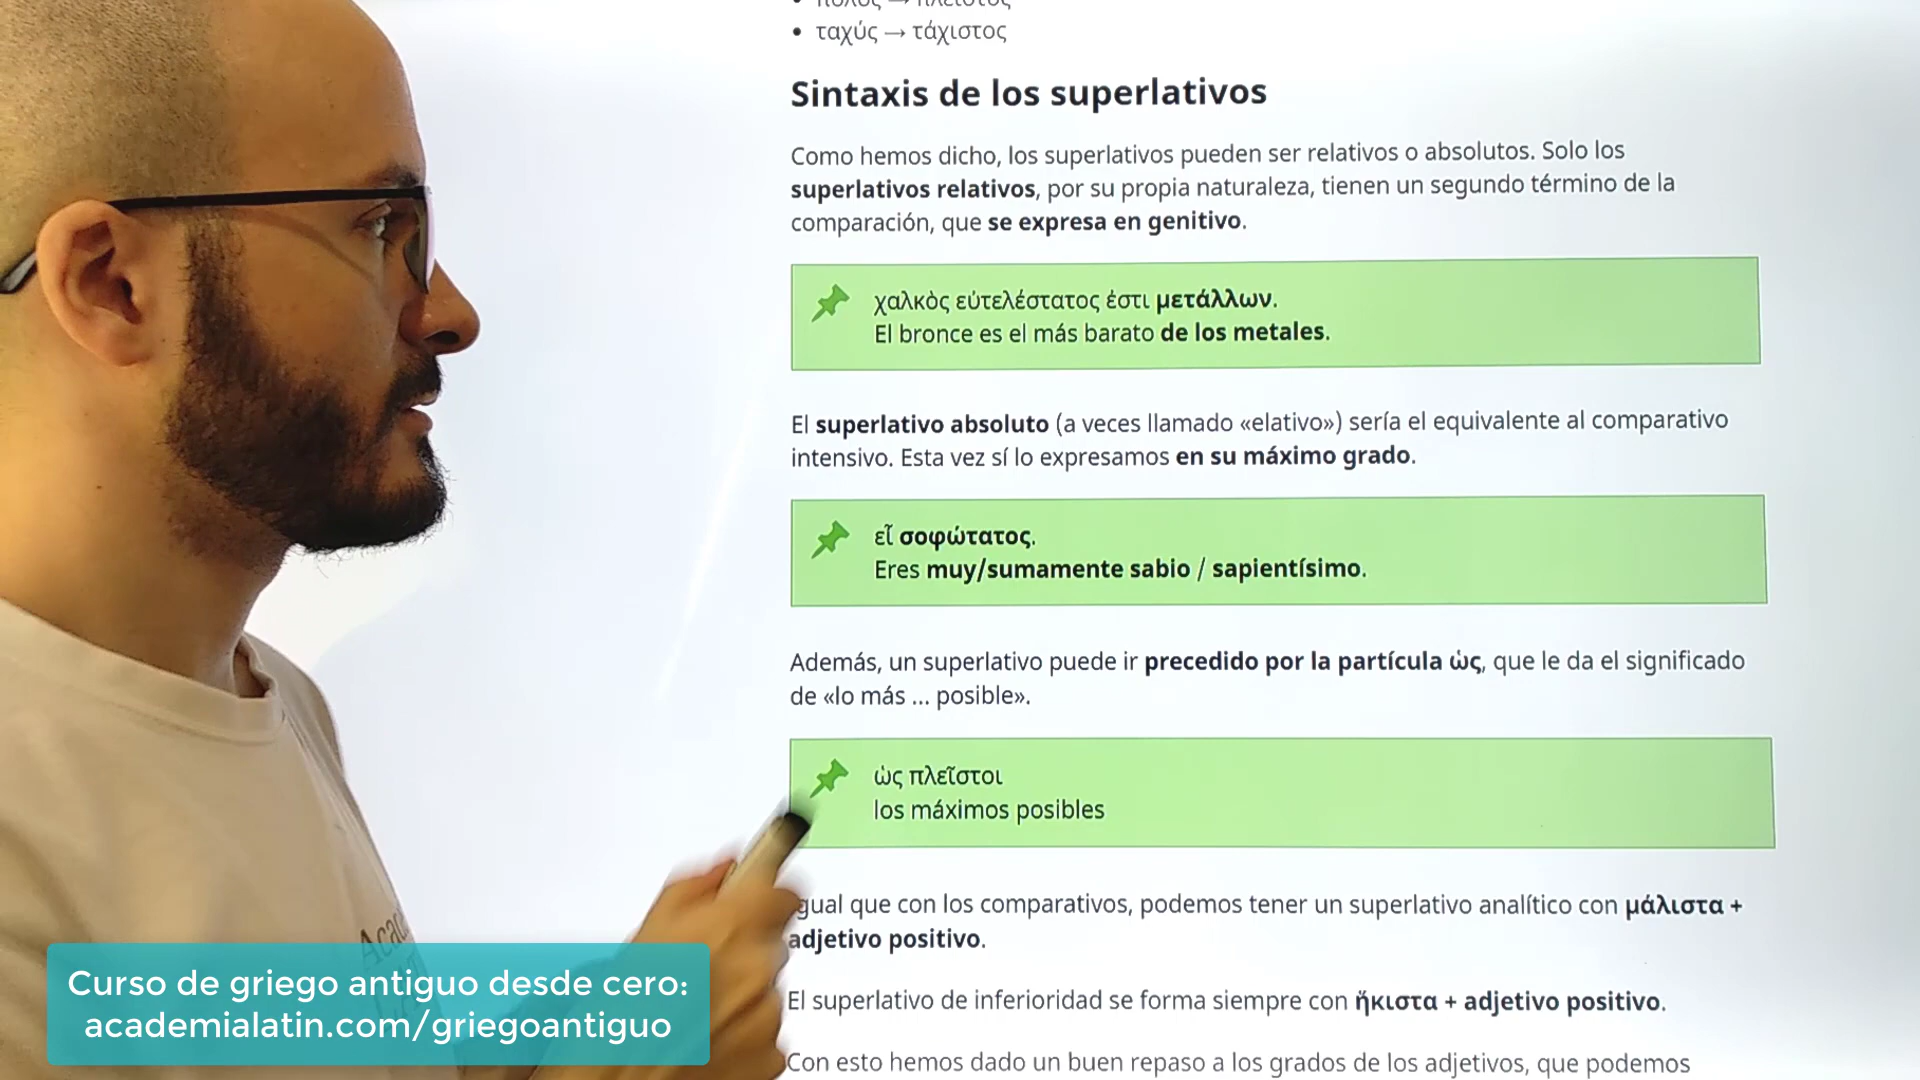 • πολύς → πλεῖστος
• ταχύς → τάχιστος
Sintaxis de los superlativos
Como hemos dicho, los superlativos pueden ser relativos o absolutos. Solo los
superlativos relativos, por su propia naturaleza, tienen un segundo término de la
comparación, que se expresa en genitivo.
χαλκὸς εὐτελέστατος ἐστι μετάλλων.
El bronce es el más barato de los metales.
El superlativo absoluto (a veces llamado «elativo») sería el equivalente al comparativo
intensivo. Esta vez sí lo expresamos en su máximo grado.
εἶ σοφώτατος.
Eres muy/sumamente sabio / sapientísimo.
Además, un superlativo puede ir precedido por la partícula ὡς, que le da el significado
de «lo más ... posible».
ὡς πλεῖστοι
los máximos posibles
gual que con los comparativos, podemos tener un superlativo analítico con μάλιστα +
adjetivo positivo.
El superlativo de inferioridad se forma siempre con ἥκιστα + adjetivo positivo.
Con esto hemos dado un buen repaso a los grados de los adjetivos, que podemos
Acad
Curso de griego antiguo desde cero:
academialatin.com/griegoantiguo